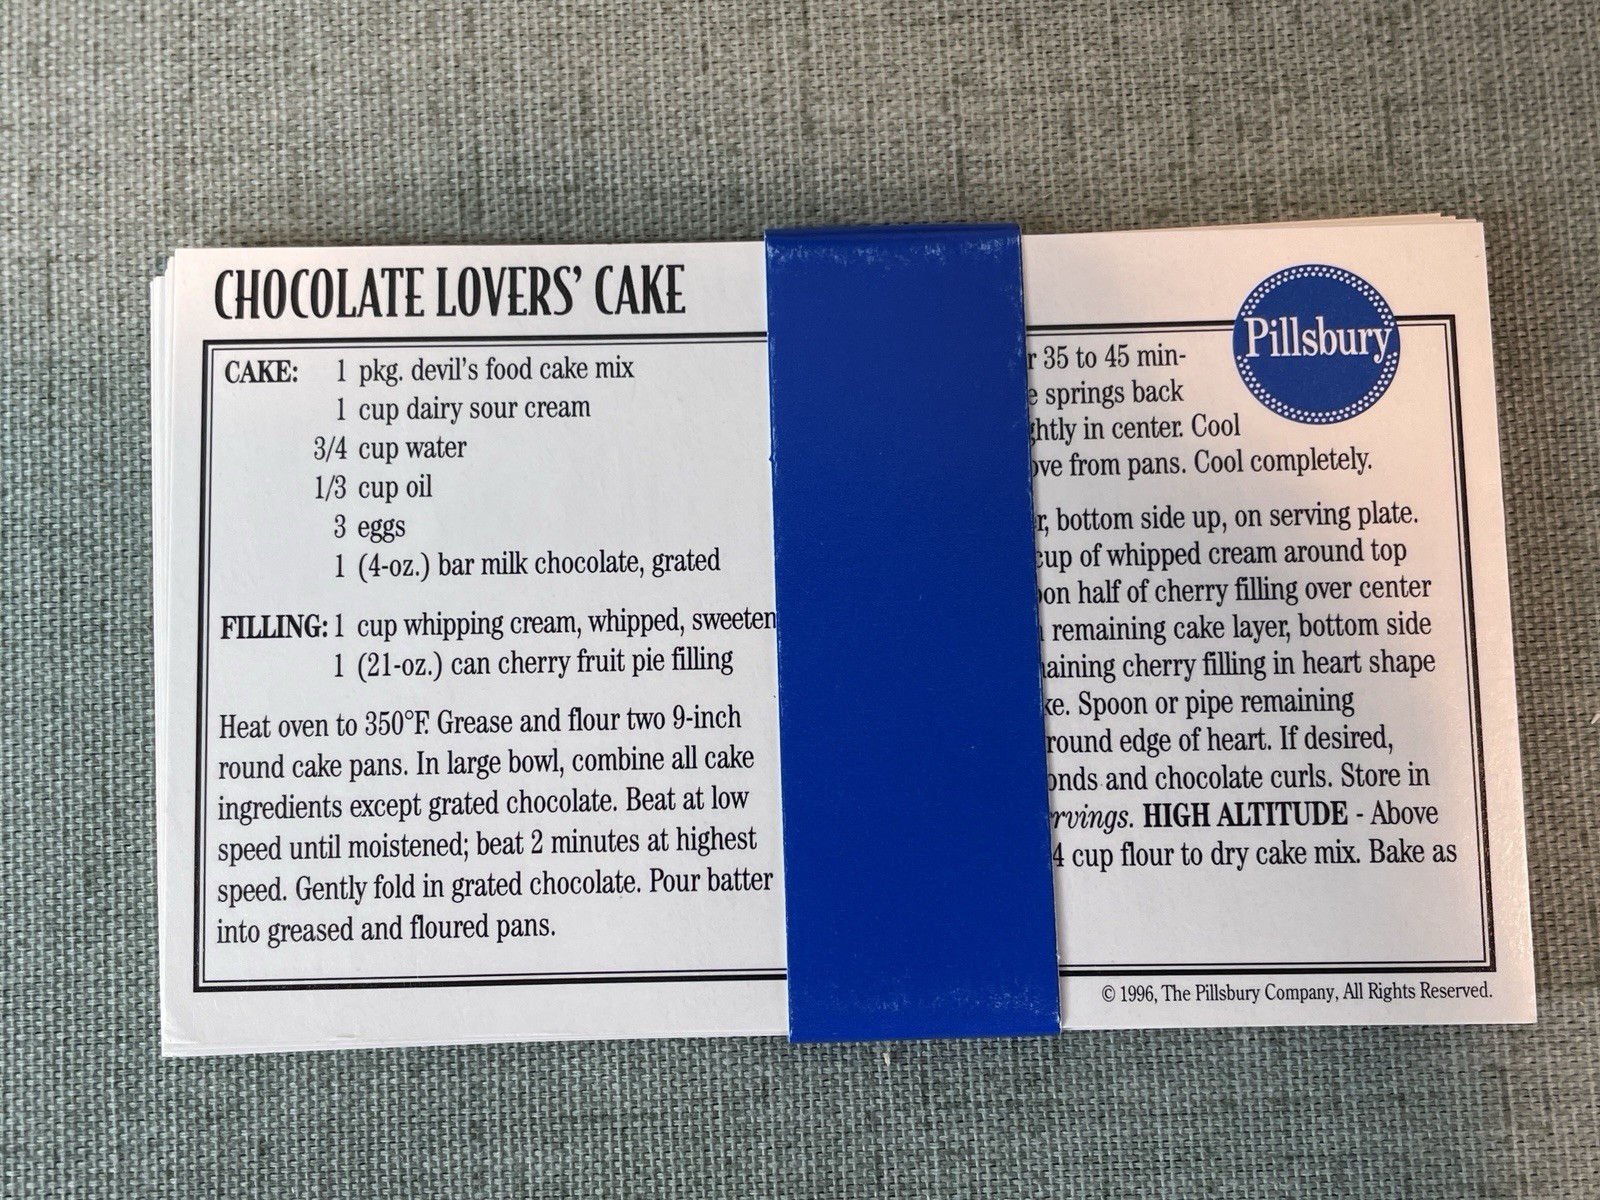 CHOCOLATE LOVERS' CAKE
CAKE: 1 pkg. devil's food cake mix
1 cup dairy sour cream
3/4 cup water
1/3 cup oil
3 eggs
1 (4-oz.) bar milk chocolate, grated
FILLING: 1 cup whipping cream, whipped, sweeten
1 (21-oz.) can cherry fruit pie filling
Heat oven to 350°F. Grease and flour two 9-inch
round cake pans. In large bowl, combine all cake
ingredients except grated chocolate. Beat at low
speed until moistened; beat 2 minutes at highest
speed. Gently fold in grated chocolate. Pour batter
into greased and floured pans.
Pillsbury
35 to 45 min-
springs back
in center. Cool
from pans. Cool completely.
bottom side up, on serving plate.
cup of whipped cream around top
half of cherry filling over center
remaining cake layer, bottom side
cherry filling in heart shape
Spoon or pipe remaining
edge of heart. If desired,
and chocolate curls. Store in
HIGH ALTITUDE - Above
cup flour to dry cake mix. Bake as
© 1996, The Pillsbury Company, All Rights Reserved.